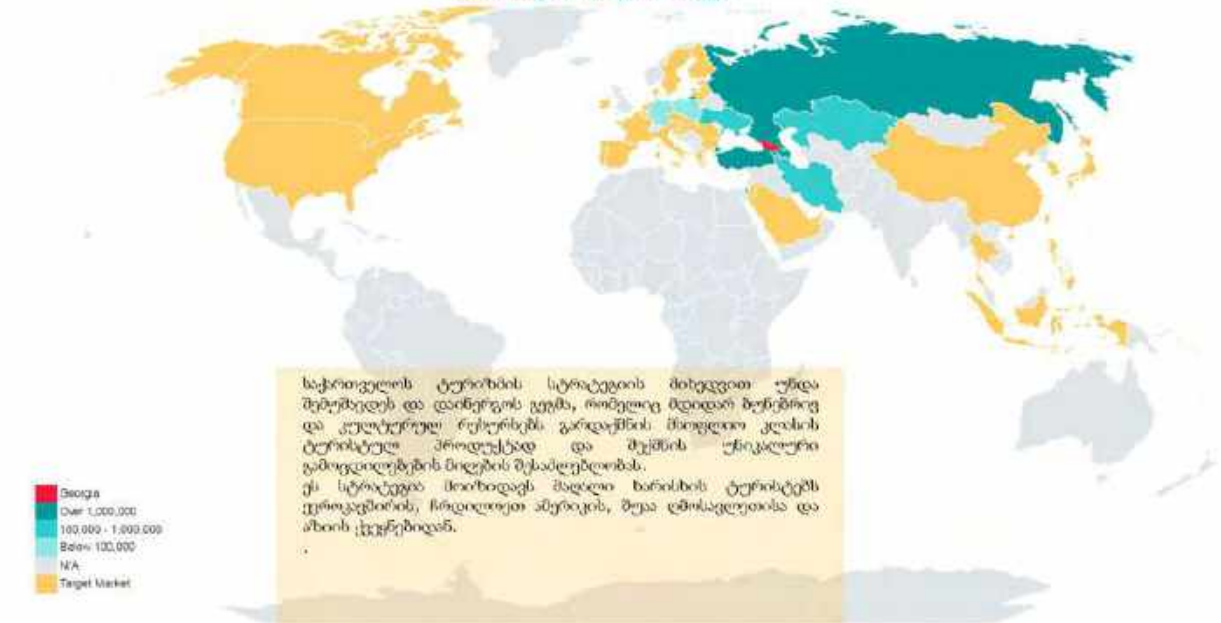 საქართველოს ტურიზმის სტრატეგიის მიხედვით უნდა
შემუშავდეს და დაინერგოს გეგმა, რომელიც მდიდარ ბუნებრივ
და კულტურულ რესურსებს გარდაქმნის მსოფლიო კლასის
ტურისტულ პროდუქტად და შექმნის უნიკალური
გამოცდილებების მიღების შესაძლებლობას.
ეს სტრატეგია მოიზიდავს მაღალი ხარისხის ტურისტებს
ევროკავშირის, ჩრდილოეთ ამერიკის, შუა აღმოსავლეთისა და
აზიის ქვეყნებიდან.
.
Georgia
Over 1,000,000
100,000 - 1,000,000
Below 100,000
N/A
Target Market